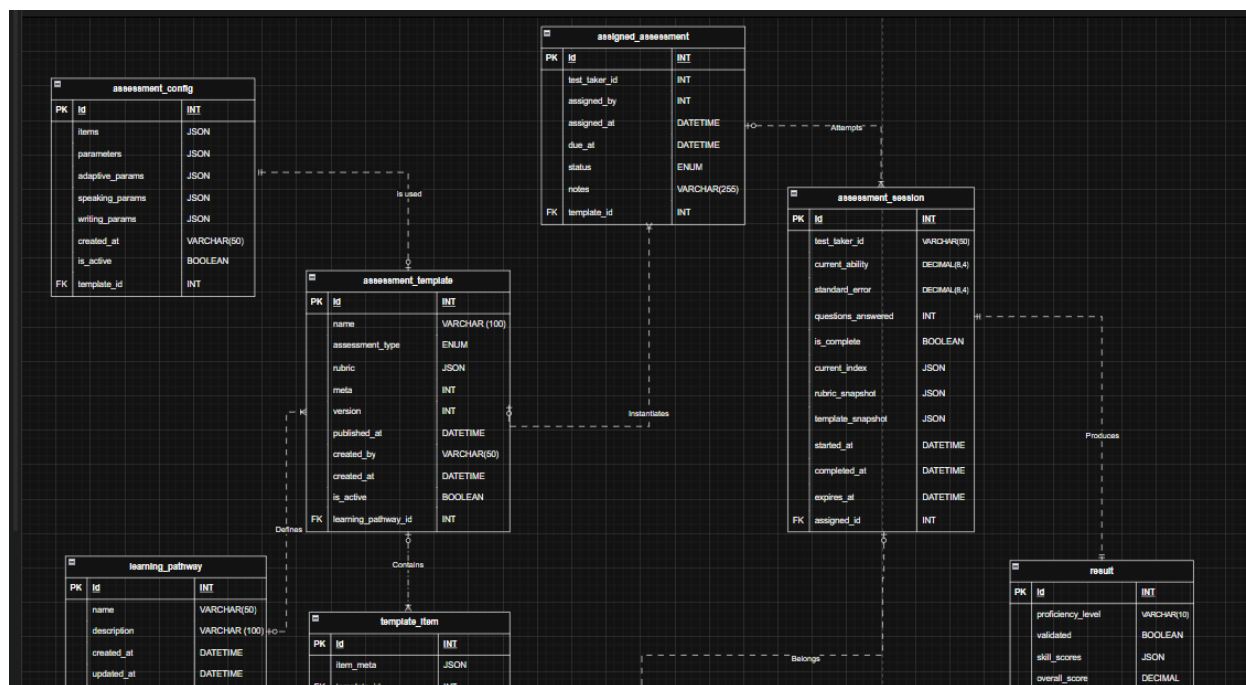 assessment_config
PK Id INT
items JSON
parameters JSON
adaptive_params JSON
speaking_params JSON
writing_params JSON
created_at VARCHAR(50)
is_active BOOLEAN
FK template_id INT
assigned_assessment
PK Id INT
test_taker_id INT
assigned_by INT
assigned_at DATETIME
due_at DATETIME
status ENUM
notes VARCHAR(255)
FK template_id INT
Attempts
is used
assessment_template
PK Id INT
name VARCHAR (100)
assessment_type ENUM
rubric JSON
meta INT
version INT
published_at DATETIME
created_by VARCHAR(50)
created_at DATETIME
is_active BOOLEAN
FK learning_pathway_id INT
Instantiates
assessment_session
PK Id INT
test_taker_id VARCHAR(50)
current_ability DECIMAL(8,4)
standard_error DECIMAL(8,4)
questions_answered INT
is_complete BOOLEAN
current_index JSON
rubric_snapshot JSON
template_snapshot JSON
started_at DATETIME
completed_at DATETIME
expires_at DATETIME
FK assigned_id INT
Produces
Defines
Contains
learning_pathway
PK Id INT
name VARCHAR(50)
description VARCHAR (100)
created_at DATETIME
updated_at DATETIME
template_item
PK Id INT
item_meta JSON
Belongs
result
PK Id INT
proficiency_level VARCHAR(10)
validated BOOLEAN
skill_scores JSON
overall_score DECIMAL